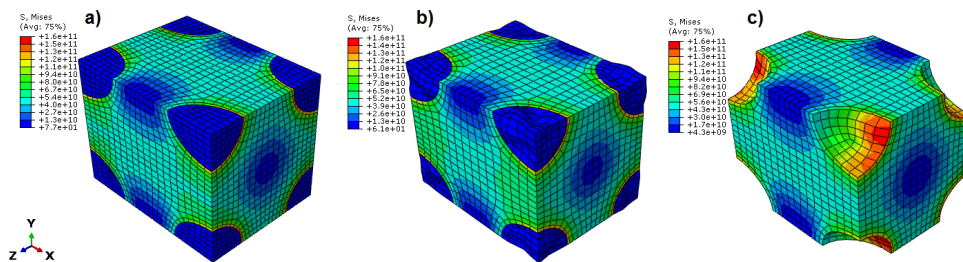 a)
S, Mises
(Avg: 75%)
+1.6e+11
+1.5e+11
+1.3e+11
+1.2e+11
+1.1e+11
+9.4e+10
+8.0e+10
+6.7e+10
+5.4e+10
+4.0e+10
+2.7e+10
+1.3e+10
+7.7e+01
b)
S, Mises
(Avg: 75%)
+1.6e+11
+1.4e+11
+1.3e+11
+1.2e+11
+1.0e+11
+9.1e+10
+7.8e+10
+6.5e+10
+5.2e+10
+3.9e+10
+2.6e+10
+1.3e+10
+6.1e+01
c)
S, Mises
(Avg: 75%)
+1.6e+11
+1.5e+11
+1.3e+11
+1.2e+11
+1.1e+11
+9.5e+10
+8.2e+10
+6.9e+10
+5.6e+10
+4.3e+10
+3.0e+10
+1.7e+10
+4.3e+09
Y
Z
X